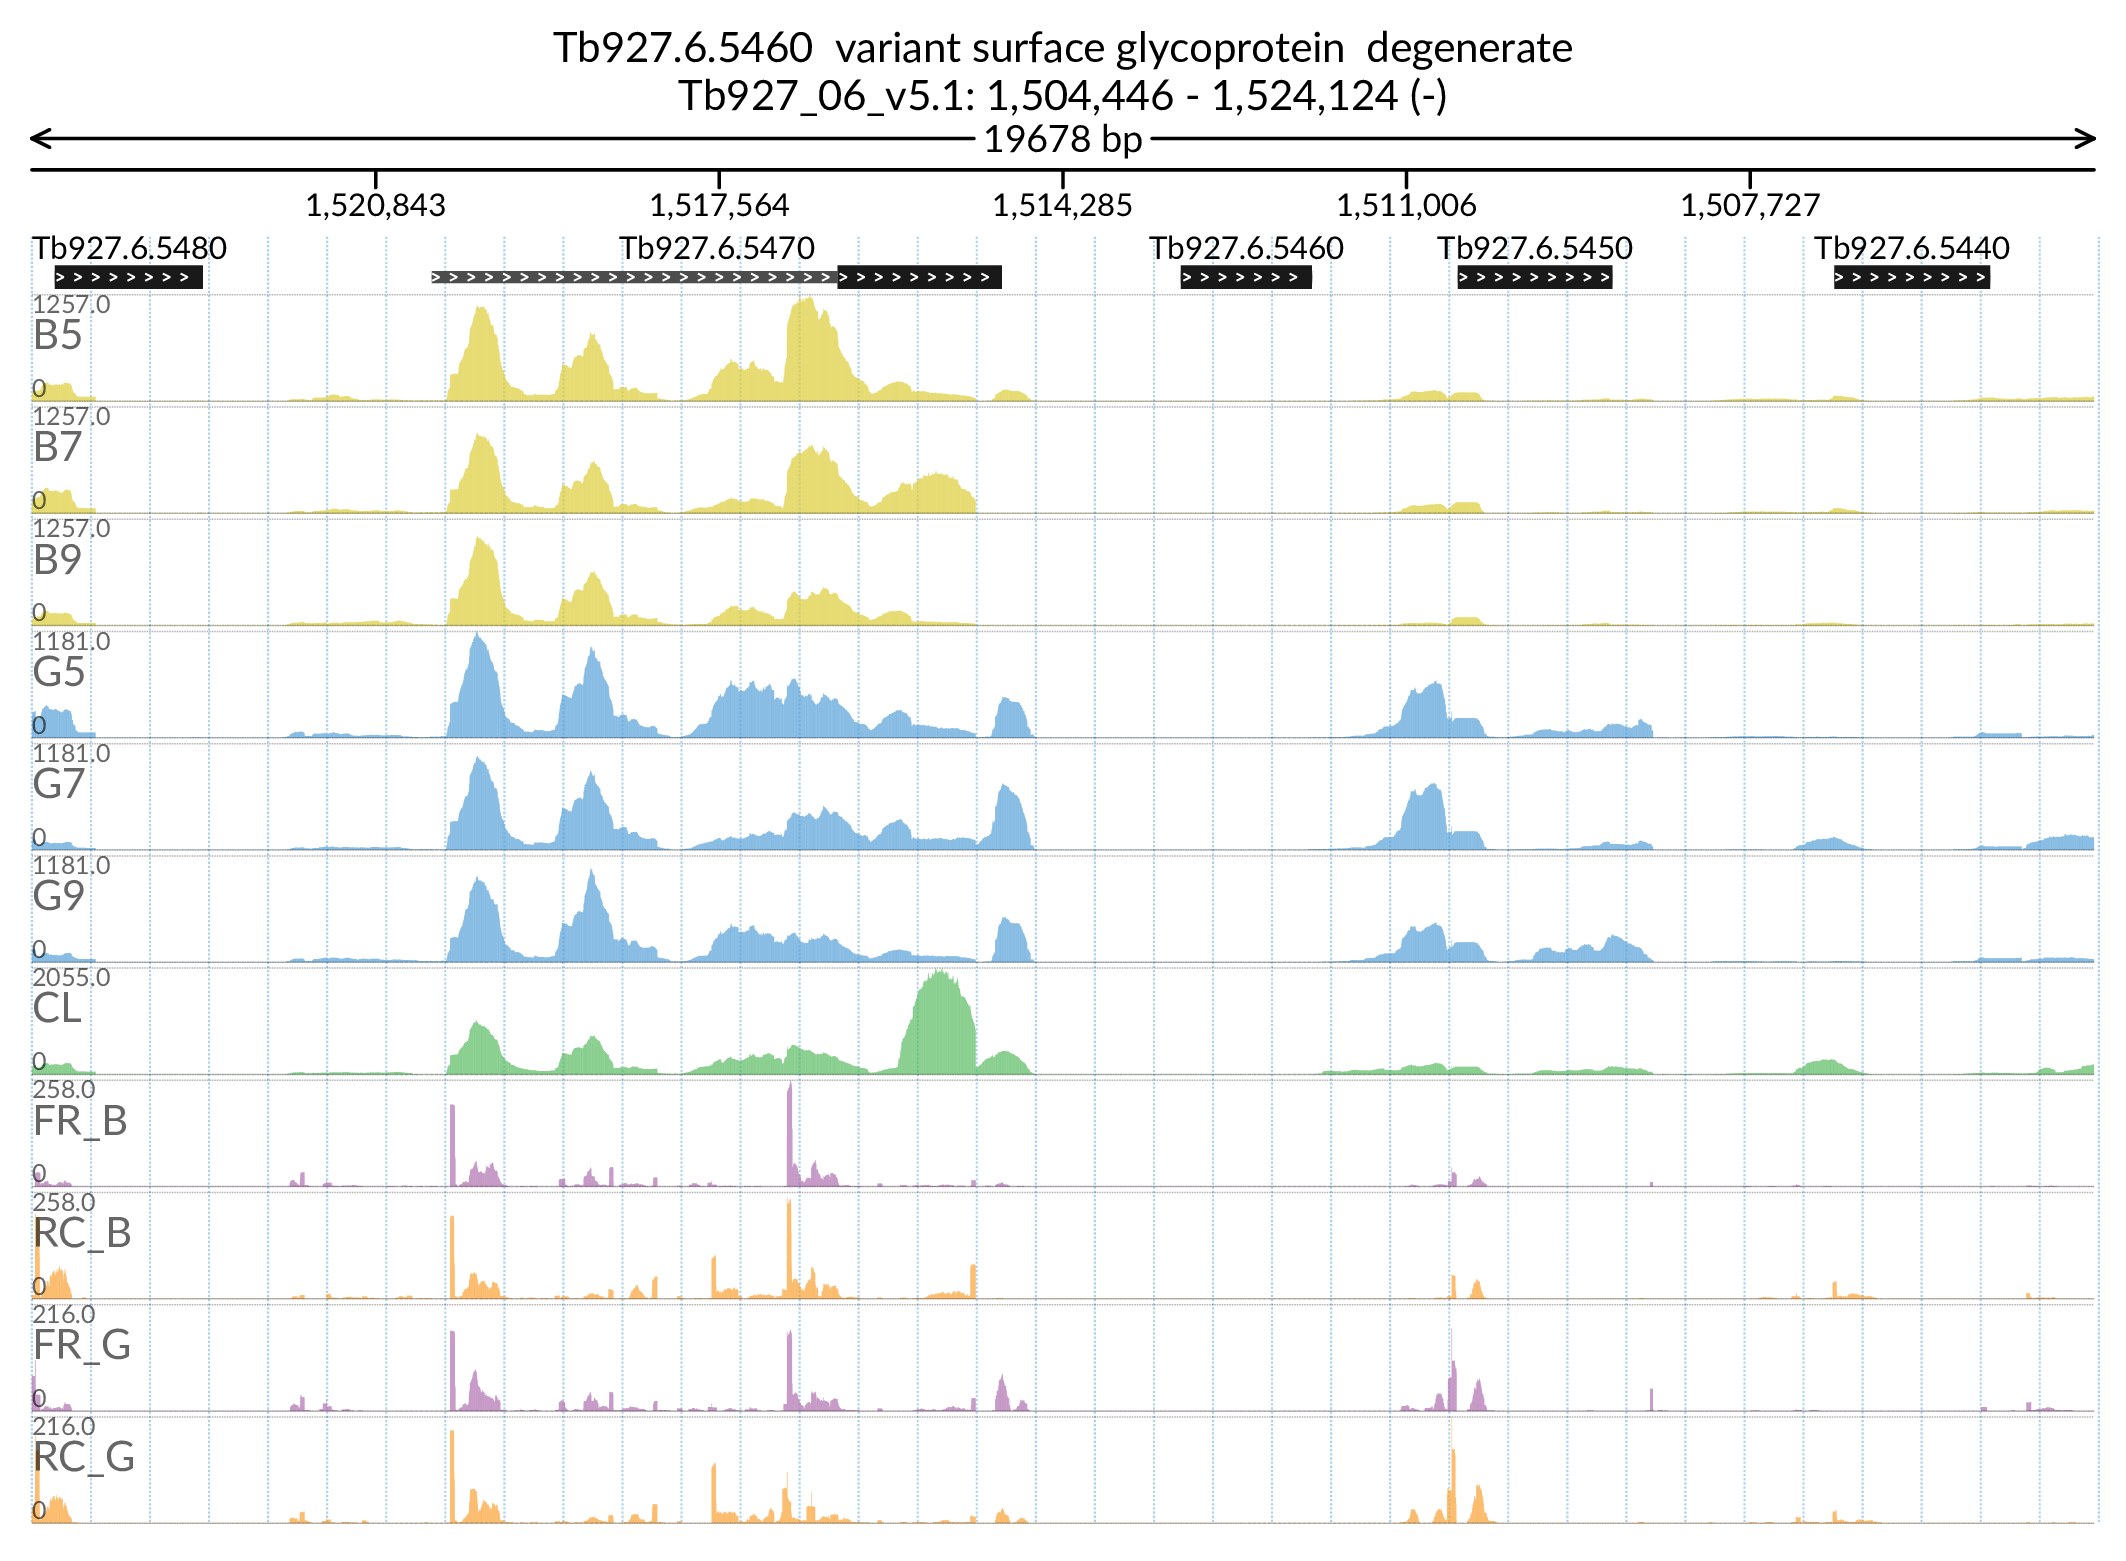 Tb927.6.5460  variant surface glycoprotein  degenerate
Tb927_06_v5.1: 1,504,446 - 1,524,124 (-)
19678 bp
1,520,843 1,517,564 1,514,285 1,511,006 1,507,727
Tb927.6.5480 Tb927.6.5470 Tb927.6.5460 Tb927.6.5450 Tb927.6.5440
1257.0
B5
0
1257.0
B7
0
1257.0
B9
0
1181.0
G5
0
1181.0
G7
0
1181.0
G9
0
2055.0
CL
0
258.0
FR_B
0
258.0
RC_B
0
216.0
FR_G
0
216.0
RC_G
0